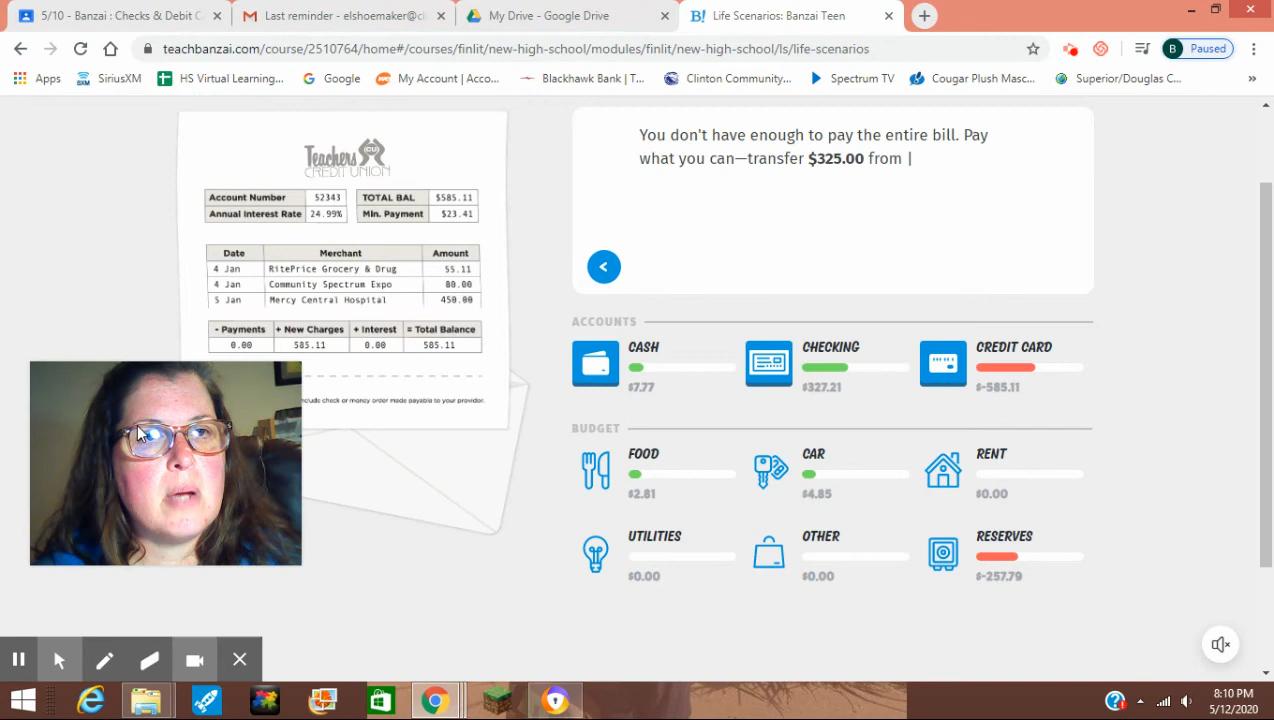 5/10 - Banzai : Checks & Debit C
Last reminder - elshoemaker@cl
My Drive - Google Drive
B! Life Scenarios: Banzai Teen
teachbanzai.com/course/2510764/home#/courses/finlit/new-high-school/modules/finlit/new-high-school/ls/life-scenarios
B Paused
Apps
SiriusXM
HS Virtual Learning...
Google
My Account | Acco...
Blackhawk Bank | T...
Clinton Community...
Spectrum TV
Cougar Plush Masc...
Superior/Douglas C...
»
Teachers CU
CREDIT UNION
Account Number 52343 TOTAL BAL $585.11
Annual Interest Rate 24.99% Min. Payment $23.41
Date Merchant Amount
4 Jan RitePrice Grocery & Drug 55.11
4 Jan Community Spectrum Expo 80.00
5 Jan Mercy Central Hospital 450.00
- Payments + New Charges + Interest = Total Balance
0.00 585.11 0.00 585.11
include check or money order made payable to your provider.
You don't have enough to pay the entire bill. Pay
what you can—transfer $325.00 from |
<
ACCOUNTS
CASH CHECKING CREDIT CARD
$7.77 $327.21 $-585.11
BUDGET
FOOD CAR RENT
$2.81 $4.85 $0.00
UTILITIES OTHER RESERVES
$0.00 $0.00 $-257.79
8:10 PM
5/12/2020